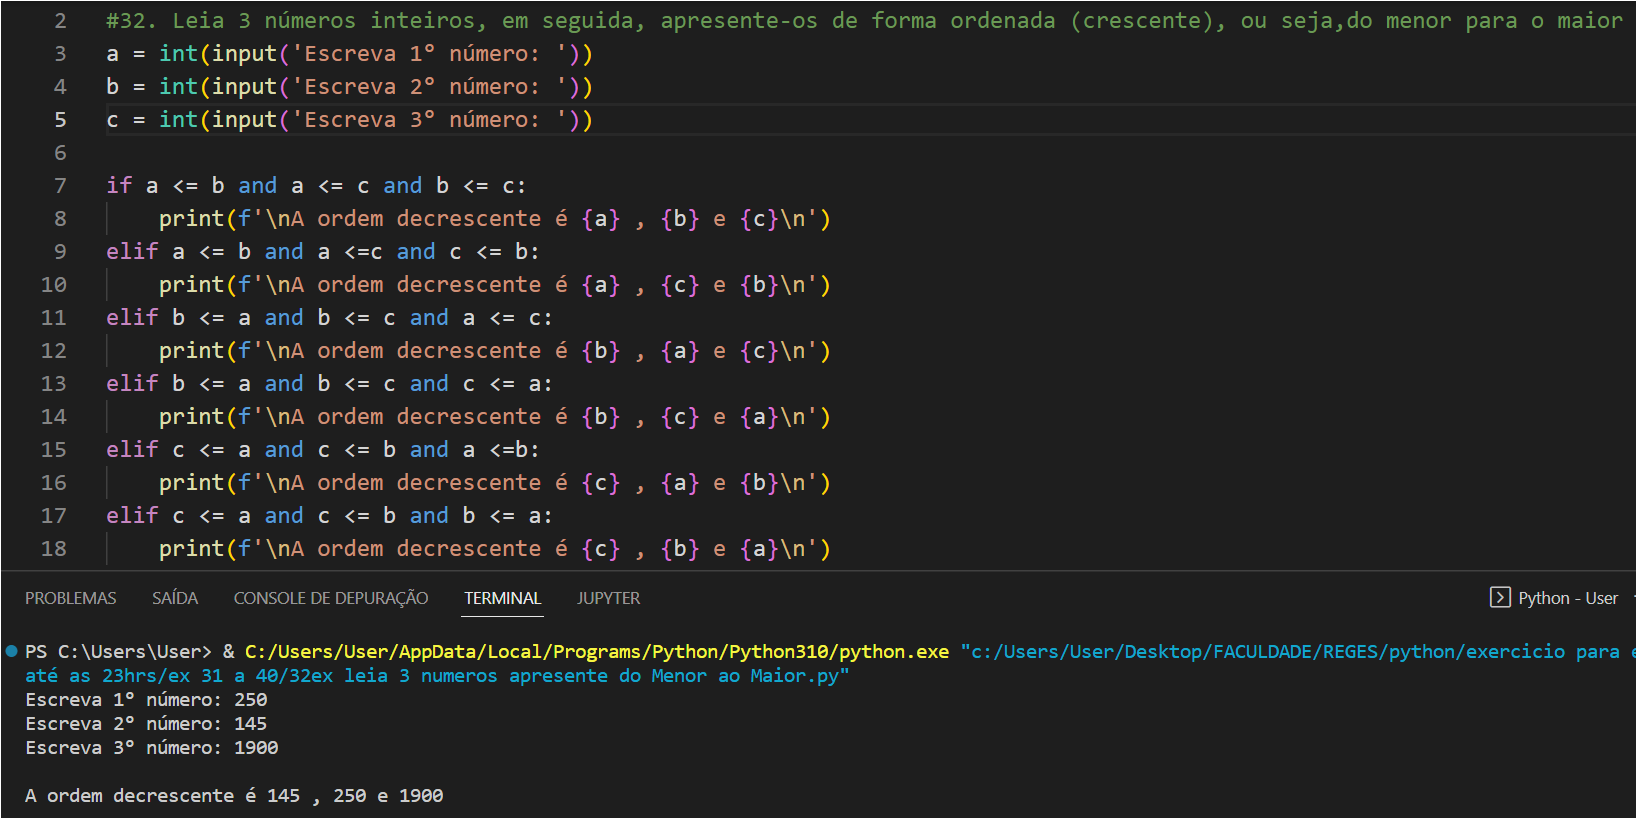 2 #32. Leia 3 números inteiros, em seguida, apresente-os de forma ordenada (crescente), ou seja,do menor para o maior
3 a = int(input('Escreva 1º número: '))
4 b = int(input('Escreva 2º número: '))
5 c = int(input('Escreva 3º número: '))
6
7 if a <= b and a <= c and b <= c:
8 print(f'\nA ordem decrescente é {a} , {b} e {c}\n')
9 elif a <= b and a <=c and c <= b:
10 print(f'\nA ordem decrescente é {a} , {c} e {b}\n')
11 elif b <= a and b <= c and a <= c:
12 print(f'\nA ordem decrescente é {b} , {a} e {c}\n')
13 elif b <= a and b <= c and c <= a:
14 print(f'\nA ordem decrescente é {b} , {c} e {a}\n')
15 elif c <= a and c <= b and a <=b:
16 print(f'\nA ordem decrescente é {c} , {a} e {b}\n')
17 elif c <= a and c <= b and b <= a:
18 print(f'\nA ordem decrescente é {c} , {b} e {a}\n')
PROBLEMAS SAÍDA CONSOLE DE DEPURAÇÃO TERMINAL JUPYTER Python - User
PS C:\Users\User> & C:/Users/User/AppData/Local/Programs/Python/Python310/python.exe "c:/Users/User/Desktop/FACULDADE/REGES/python/exercicio para e
até as 23hrs/ex 31 a 40/32ex leia 3 numeros apresente do Menor ao Maior.py"
Escreva 1º número: 250
Escreva 2º número: 145
Escreva 3º número: 1900
A ordem decrescente é 145 , 250 e 1900